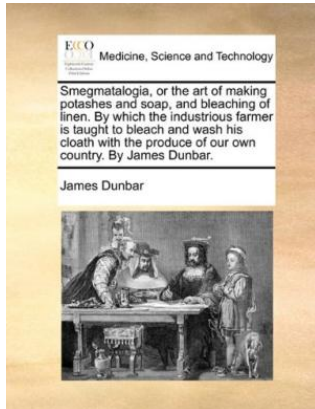 ECCO
Medicine, Science and Technology
Smegmatalogia, or the art of making
potashes and soap, and bleaching of
linen. By which the industrious farmer
is taught to bleach and wash his
cloath with the produce of our own
country. By James Dunbar.
James Dunbar